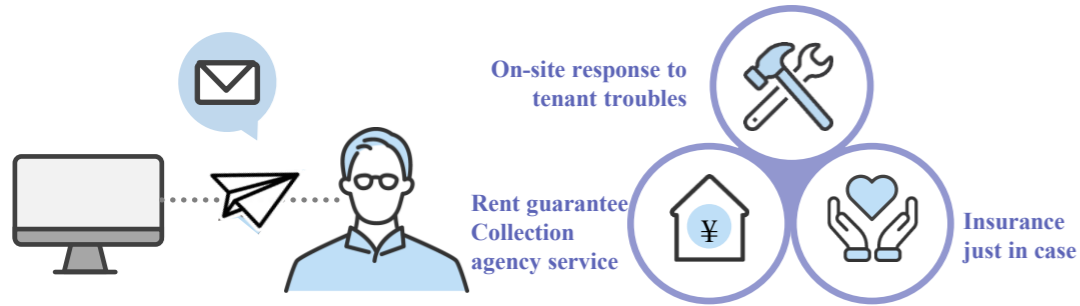 On-site response to
tenant troubles
Rent guarantee
Collection
agency service
¥
Insurance
just in case